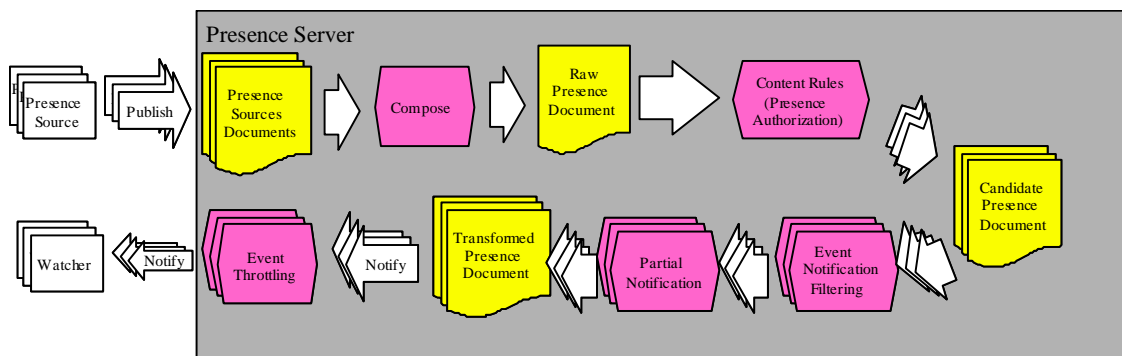 Presence Server
Presence
Source
Publish
Presence
Sources
Documents
Compose
Raw
Presence
Document
Content Rules
(Presence
Authorization)
Candidate
Presence
Document
Event
Notification
Filtering
Partial
Notification
Transformed
Presence
Document
Notify
Event
Throttling
Notify
Watcher